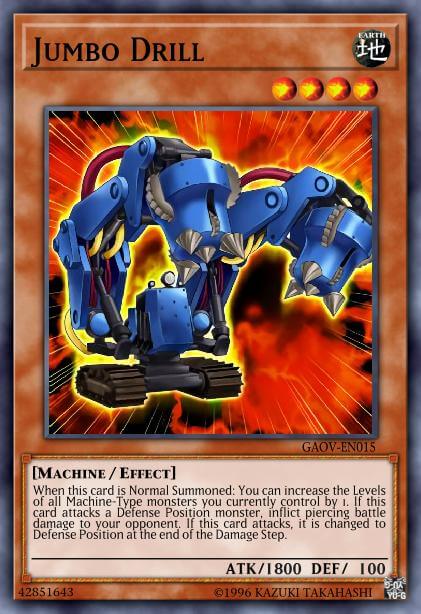 Jumbo Drill
EARTH
地
GAOV-EN015
[Machine / Effect]
When this card is Normal Summoned: You can increase the Levels
of all Machine-Type monsters you currently control by 1. If this
card attacks a Defense Position monster, inflict piercing battle
damage to your opponent. If this card attacks, it is changed to
Defense Position at the end of the Damage Step.
ATK/1800 DEF/ 100
42851643
©1996 KAZUKI TAKAHASHI